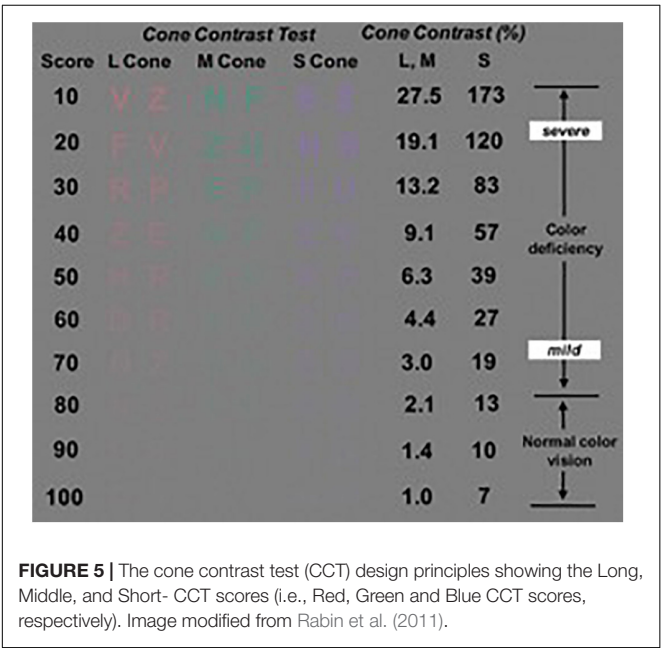 Cone Contrast Test Cone Contrast (%)
Score L Cone M Cone S Cone L, M S
10 V Z N F 27.5 173
severe
20 F V Z H 19.1 120
30 R P E F U 13.2 83
40 Z E 9.1 57
Color
deficiency
50 6.3 39
60 4.4 27
mild
70 3.0 19
80 2.1 13
90 1.4 10
Normal color
vision
100 1.0 7
FIGURE 5 | The cone contrast test (CCT) design principles showing the Long,
Middle, and Short- CCT scores (i.e., Red, Green and Blue CCT scores,
respectively). Image modified from Rabin et al. (2011).